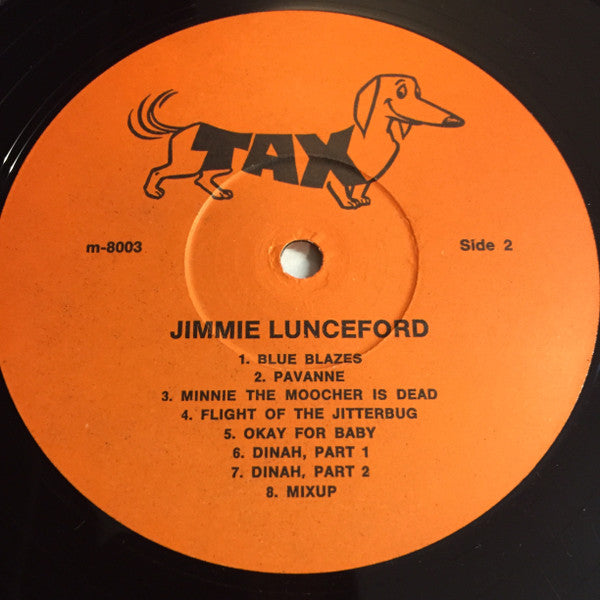 TAX
m-8003
Side 2
JIMMIE LUNCEFORD
1. BLUE BLAZES
2. PAVANNE
3. MINNIE THE MOOCHER IS DEAD
4. FLIGHT OF THE JITTERBUG
5. OKAY FOR BABY
6. DINAH, PART 1
7. DINAH, PART 2
8. MIXUP